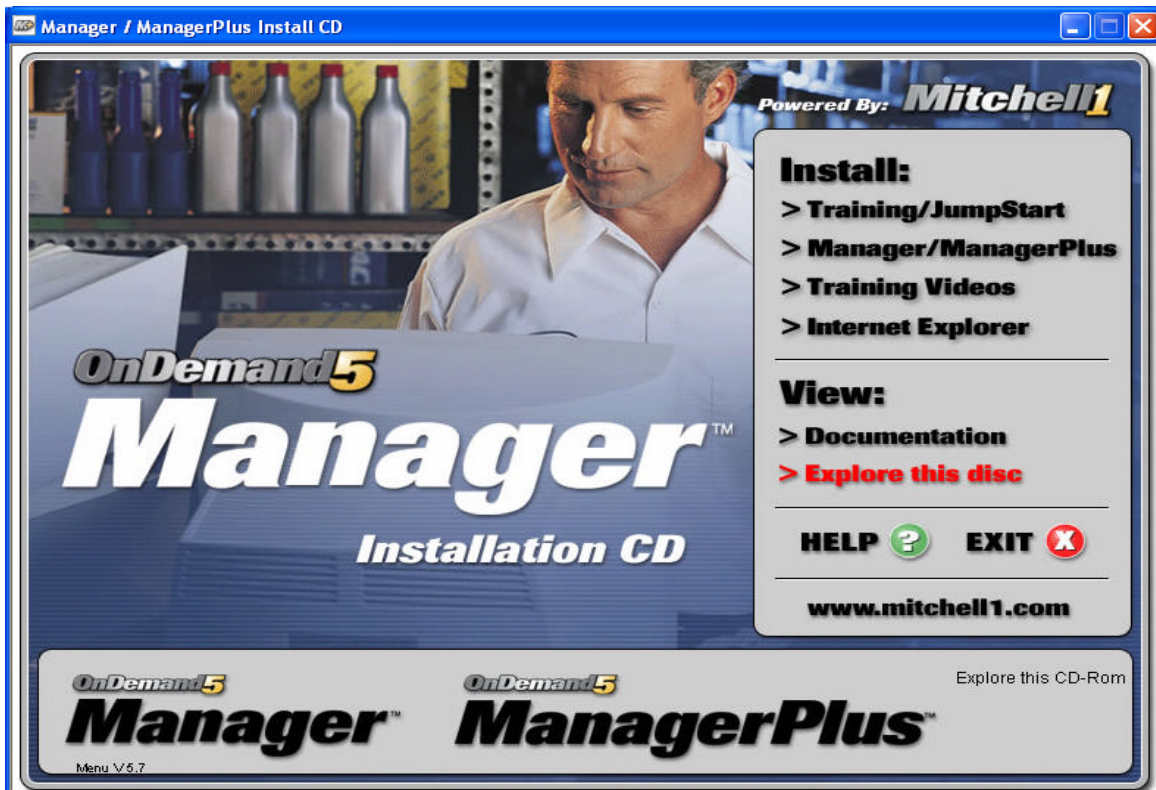 Manager / ManagerPlus Install CD
Powered By: Mitchell1
Install:
> Training/JumpStart
> Manager/ManagerPlus
> Training Videos
> Internet Explorer
View:
> Documentation
> Explore this disc
HELP ? EXIT X
www.mitchell1.com
OnDemand5
Manager™
Installation CD
OnDemand5
Manager™
Menu V 5.7
OnDemand5
ManagerPlus™
Explore this CD-Rom